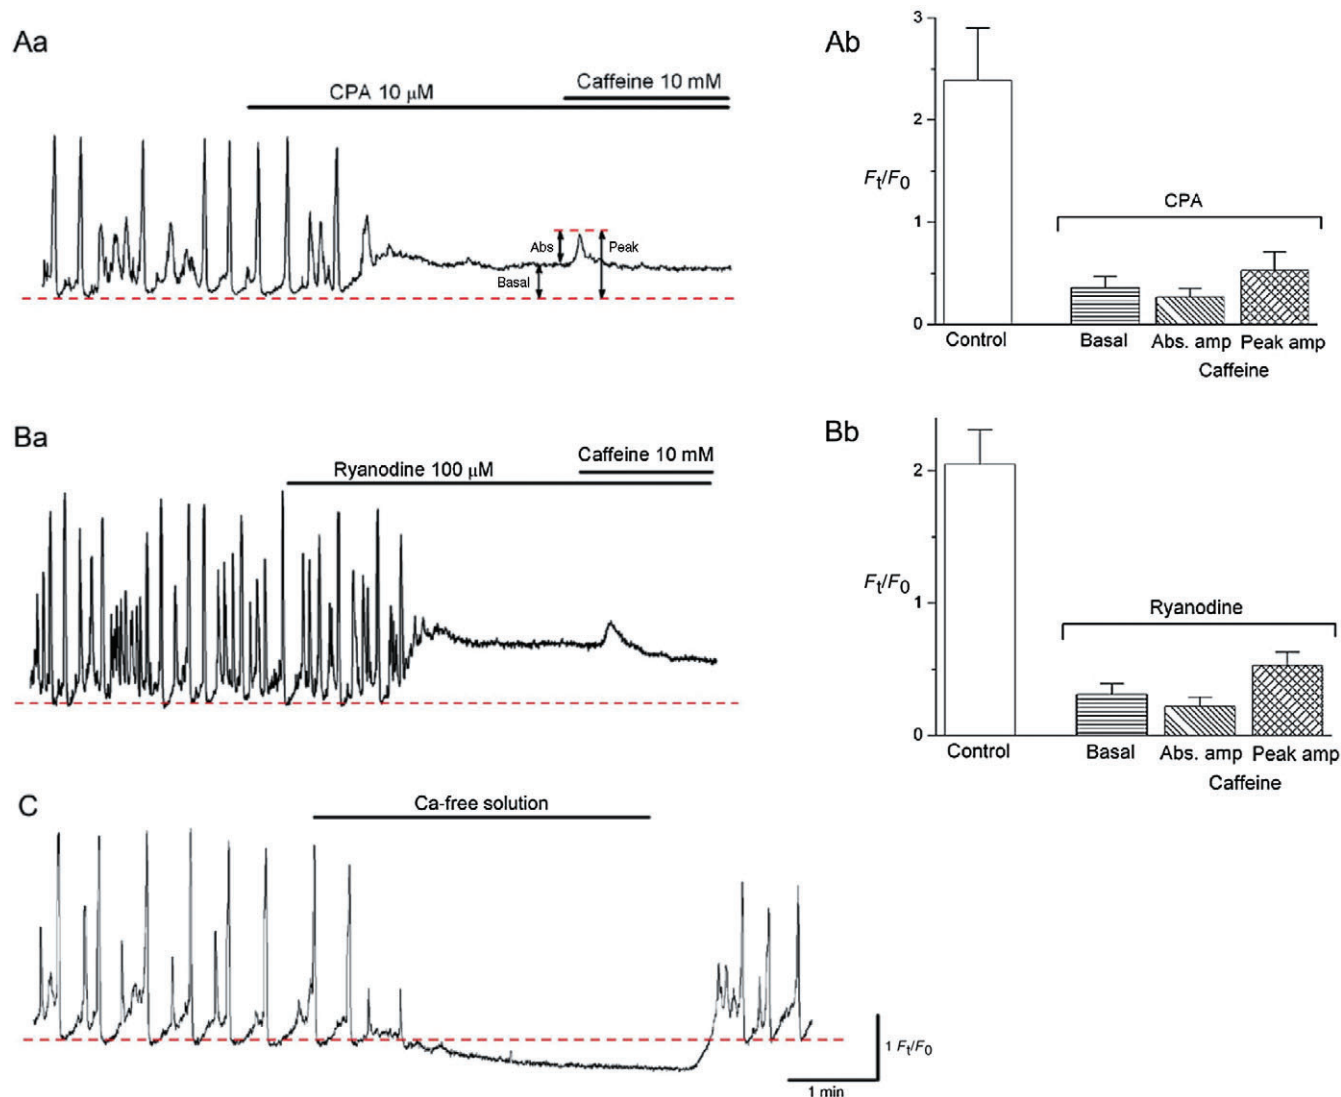 Aa
CPA 10 μM
Caffeine 10 mM
Abs
Peak
Basal
Ab
3
2
1
0
Ft/F0
CPA
Control
Basal
Abs. amp
Peak amp
Caffeine
Ba
Ryanodine 100 μM
Caffeine 10 mM
Bb
2
1
0
Ft/F0
Ryanodine
Control
Basal
Abs. amp
Peak amp
Caffeine
C
Ca-free solution
1 Ft/F0
1 min